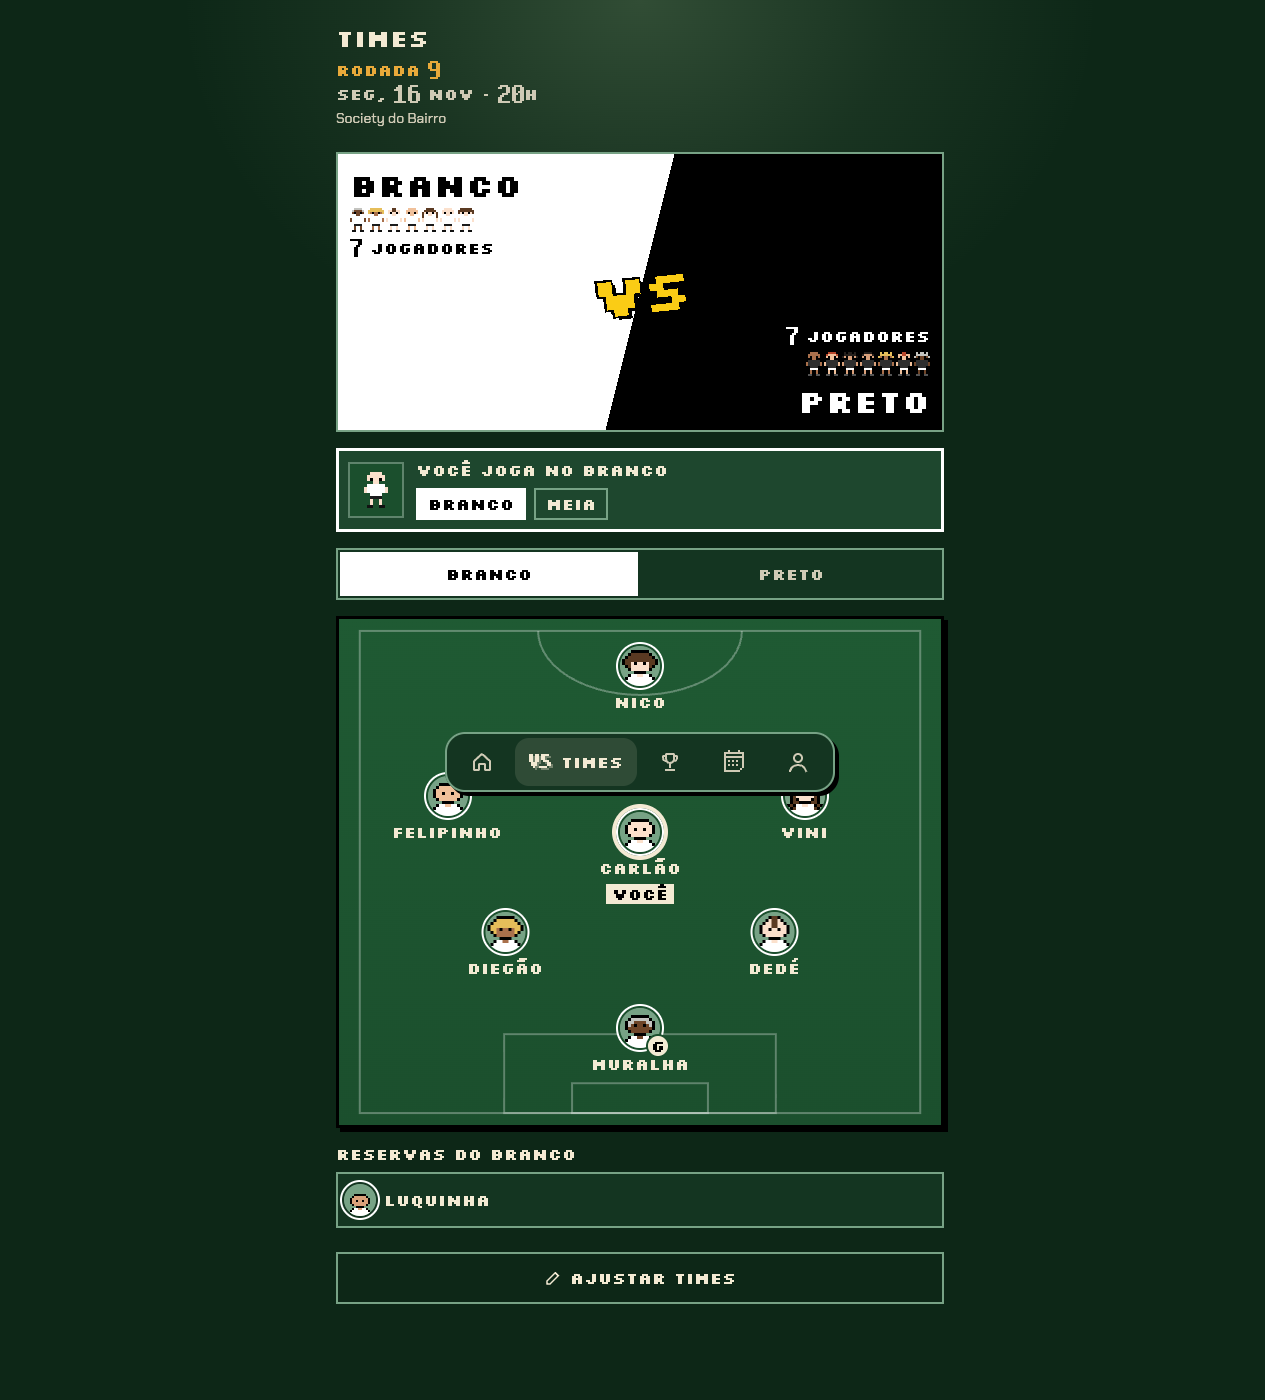 TIMES
RODADA 9
SEG, 16 NOV · 20H
Society do Bairro
BRANCO
7 JOGADORES
VS
7 JOGADORES
PRETO
VOCÊ JOGA NO BRANCO
BRANCO MEIA
BRANCO PRETO
NICO
VS TIMES
FELIPINHO
VINI
CARLÃO
VOCÊ
DIEGÃO
DEDÉ
G
MURALHA
RESERVAS DO BRANCO
LUQUINHA
AJUSTAR TIMES